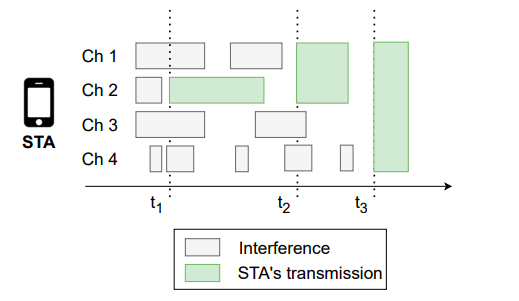 Ch 1
Ch 2
Ch 3
Ch 4
STA
t1
t2
t3
Interference
STA's transmission